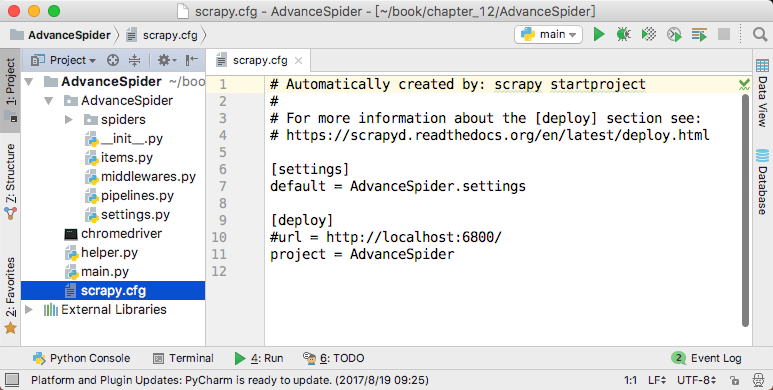 scrapy.cfg - AdvanceSpider - [~/book/chapter_12/AdvanceSpider]
AdvanceSpider scrapy.cfg main
1: Project
7: Structure
2: Favorites
Project
AdvanceSpider ~/boo
AdvanceSpider
spiders
__init__.py
items.py
middlewares.py
pipelines.py
settings.py
chromedriver
helper.py
main.py
scrapy.cfg
External Libraries
scrapy.cfg
1 # Automatically created by: scrapy startproject
2 #
3 # For more information about the [deploy] section see:
4 # https://scrapyd.readthedocs.org/en/latest/deploy.html
5
6 [settings]
7 default = AdvanceSpider.settings
8
9 [deploy]
10 #url = http://localhost:6800/
11 project = AdvanceSpider
12
Data View
Database
Python Console Terminal 4: Run 6: TODO 2 Event Log
Platform and Plugin Updates: PyCharm is ready to update. (2017/8/19 09:25) 1:1 LF UTF-8